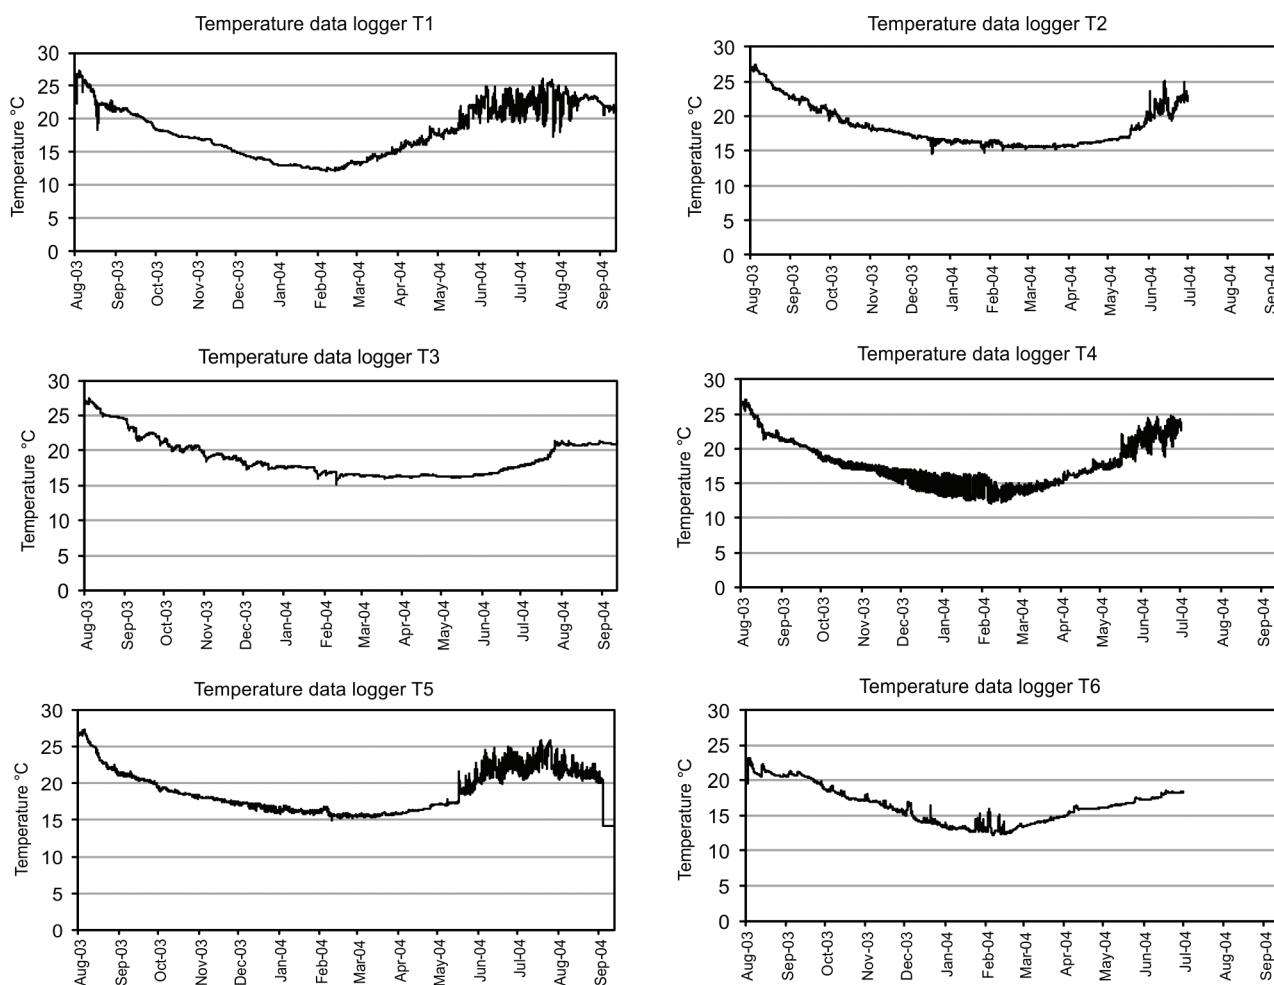 Temperature data logger T1
Temperature °C
30
25
20
15
10
5
0
Aug-03
Sep-03
Oct-03
Nov-03
Dec-03
Jan-04
Feb-04
Mar-04
Apr-04
May-04
Jun-04
Jul-04
Aug-04
Sep-04
Temperature data logger T2
Temperature °C
30
25
20
15
10
5
0
Aug-03
Sep-03
Oct-03
Nov-03
Dec-03
Jan-04
Feb-04
Mar-04
Apr-04
May-04
Jun-04
Jul-04
Aug-04
Sep-04
Temperature data logger T3
Temperature °C
30
25
20
15
10
5
0
Aug-03
Sep-03
Oct-03
Nov-03
Dec-03
Jan-04
Feb-04
Mar-04
Apr-04
May-04
Jun-04
Jul-04
Aug-04
Sep-04
Temperature data logger T4
Temperature °C
30
25
20
15
10
5
0
Aug-03
Sep-03
Oct-03
Nov-03
Dec-03
Jan-04
Feb-04
Mar-04
Apr-04
May-04
Jun-04
Jul-04
Aug-04
Sep-04
Temperature data logger T5
Temperature °C
30
25
20
15
10
5
0
Aug-03
Sep-03
Oct-03
Nov-03
Dec-03
Jan-04
Feb-04
Mar-04
Apr-04
May-04
Jun-04
Jul-04
Aug-04
Sep-04
Temperature data logger T6
Temperature °C
30
25
20
15
10
5
0
Aug-03
Sep-03
Oct-03
Nov-03
Dec-03
Jan-04
Feb-04
Mar-04
Apr-04
May-04
Jun-04
Jul-04
Aug-04
Sep-04